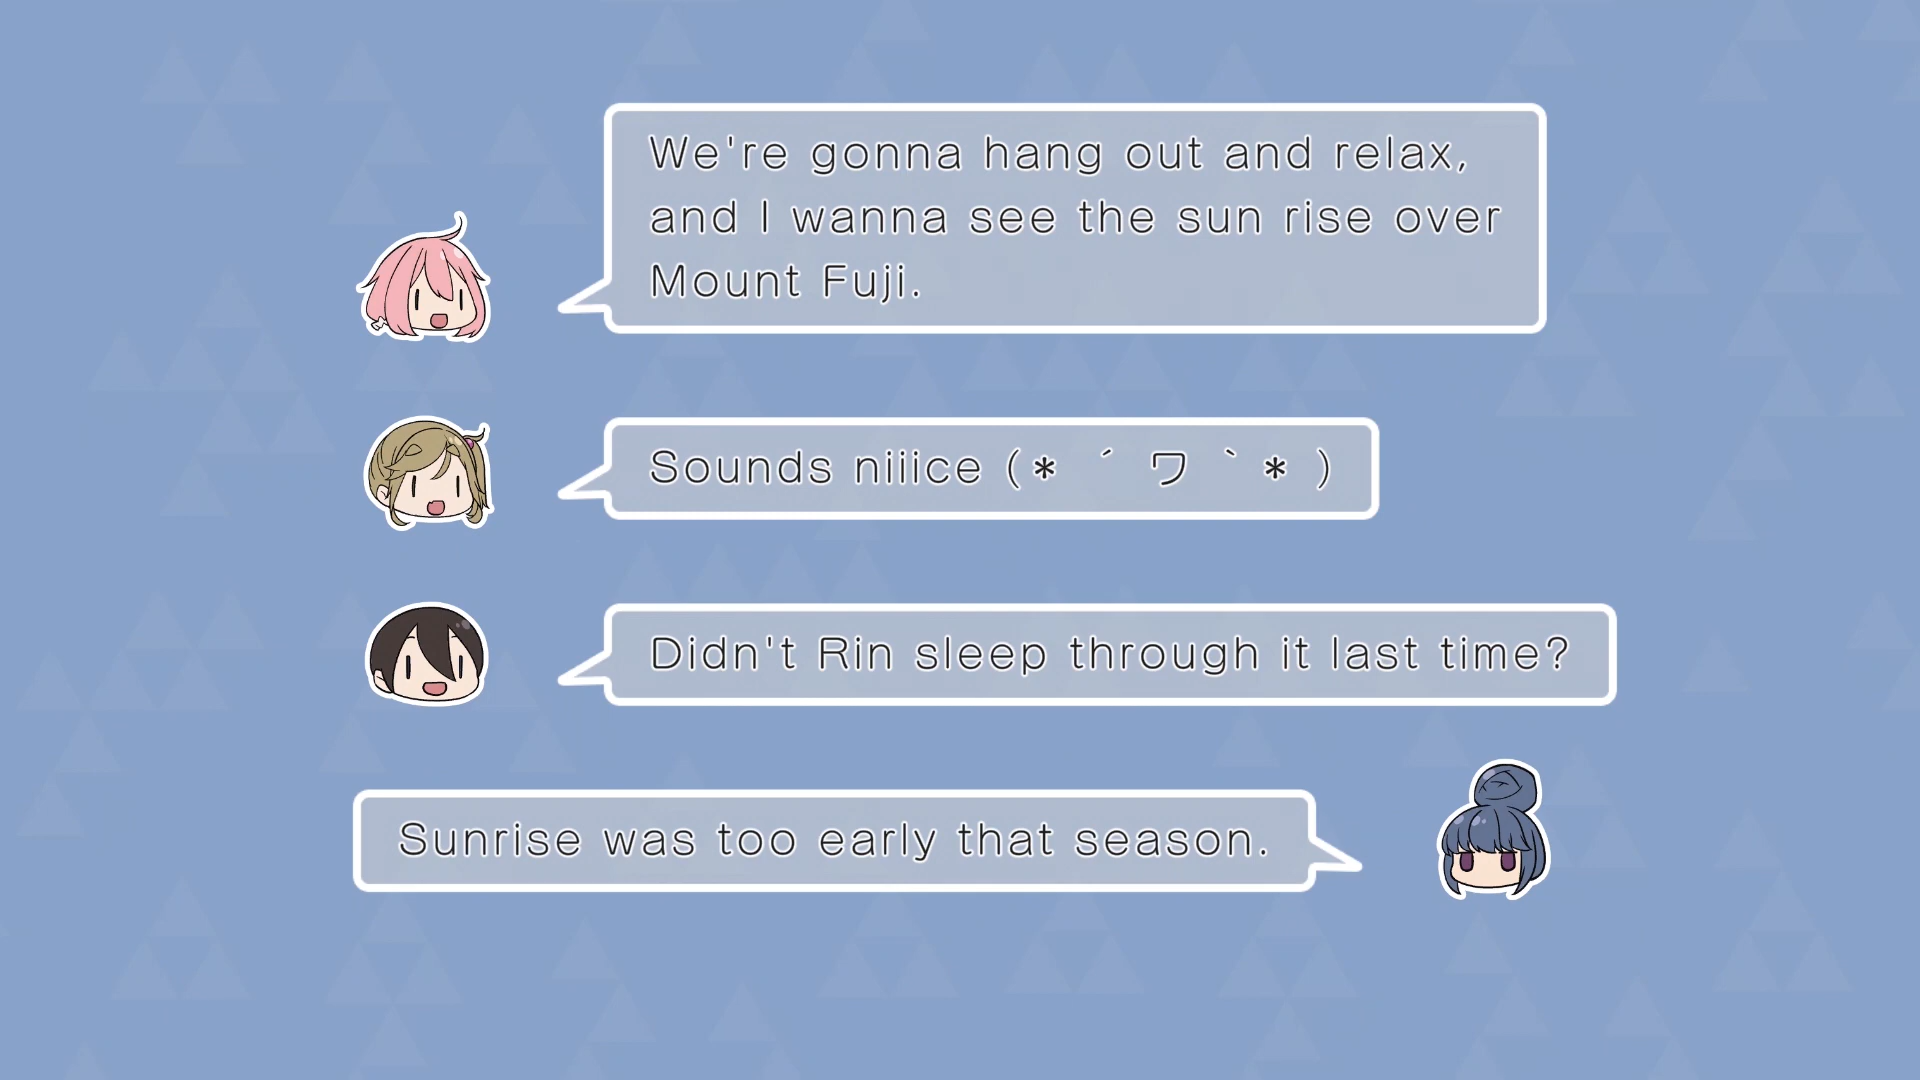 We're gonna hang out and relax,
and I wanna see the sun rise over
Mount Fuji.
Sounds niiice (* ´ ワ ` * )
Didn't Rin sleep through it last time?
Sunrise was too early that season.